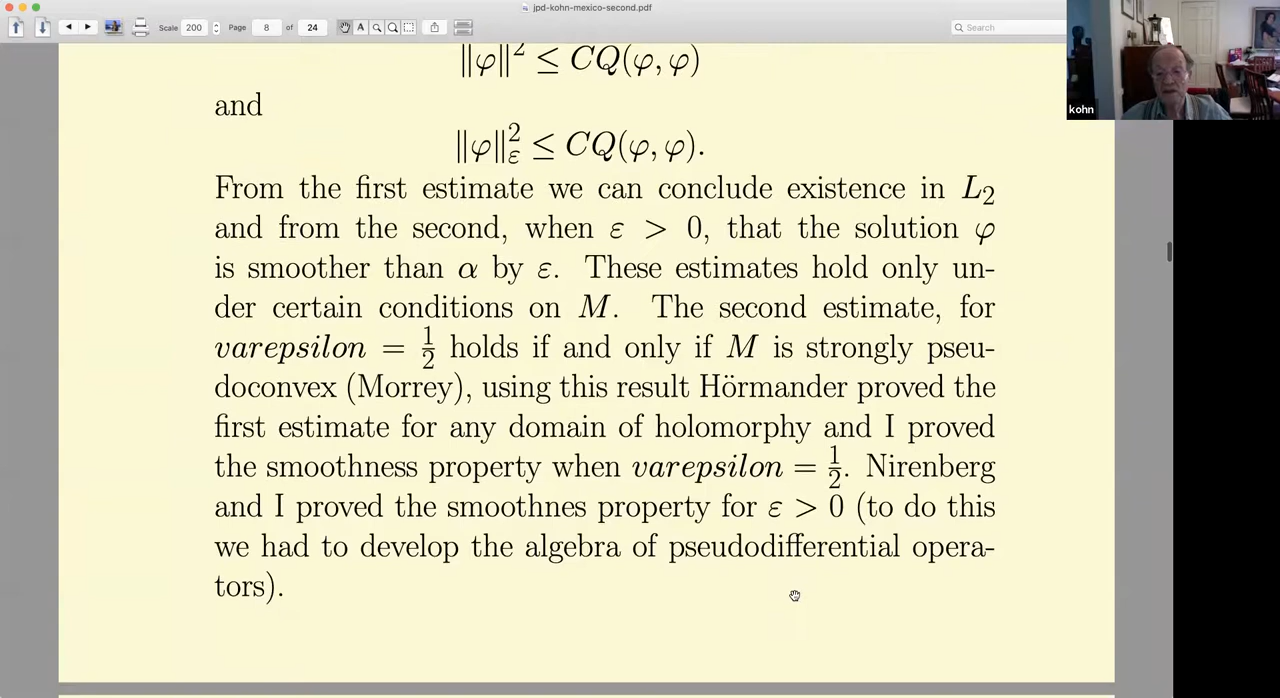 jpd-kohn-mexico-second.pdf
Scale 200 Page 8 of 24 A Search
kohn
‖φ‖² ≤ CQ(φ, φ)
and
‖φ‖²_ε ≤ CQ(φ, φ).
From the first estimate we can conclude existence in L₂
and from the second, when ε > 0, that the solution φ
is smoother than α by ε. These estimates hold only un-
der certain conditions on M. The second estimate, for
varepsilon = 1/2 holds if and only if M is strongly pseu-
doconvex (Morrey), using this result Hörmander proved the
first estimate for any domain of holomorphy and I proved
the smoothness property when varepsilon = 1/2. Nirenberg
and I proved the smoothnes property for ε > 0 (to do this
we had to develop the algebra of pseudodifferential opera-
tors).